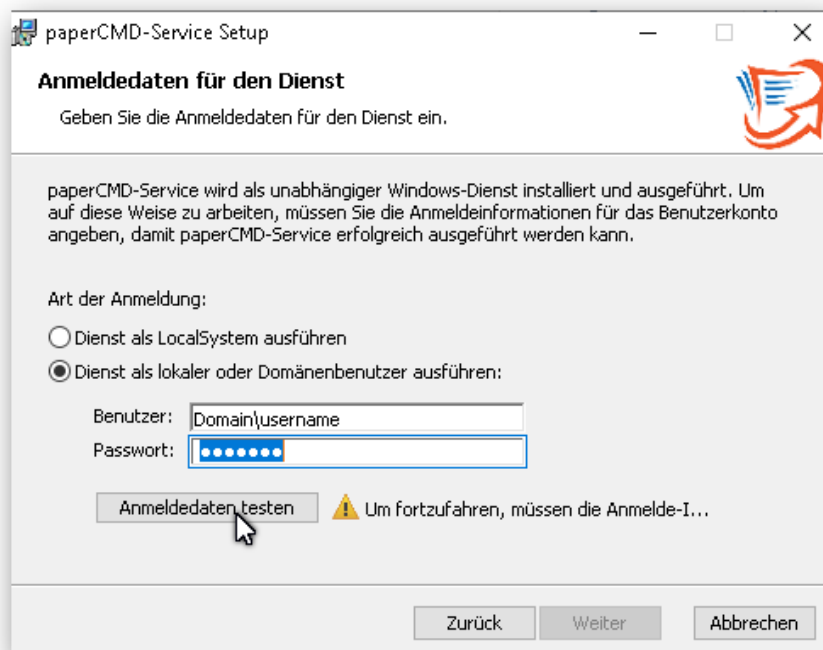 paperCMD-Service Setup
Anmeldedaten für den Dienst
Geben Sie die Anmeldedaten für den Dienst ein.
paperCMD-Service wird als unabhängiger Windows-Dienst installiert und ausgeführt. Um
auf diese Weise zu arbeiten, müssen Sie die Anmeldeinformationen für das Benutzerkonto
angeben, damit paperCMD-Service erfolgreich ausgeführt werden kann.
Art der Anmeldung:
Dienst als LocalSystem ausführen
Dienst als lokaler oder Domänenbenutzer ausführen:
Benutzer: Domain\username
Passwort: •••••••
Anmeldedaten testen Um fortzufahren, müssen die Anmelde-I...
Zurück Weiter Abbrechen